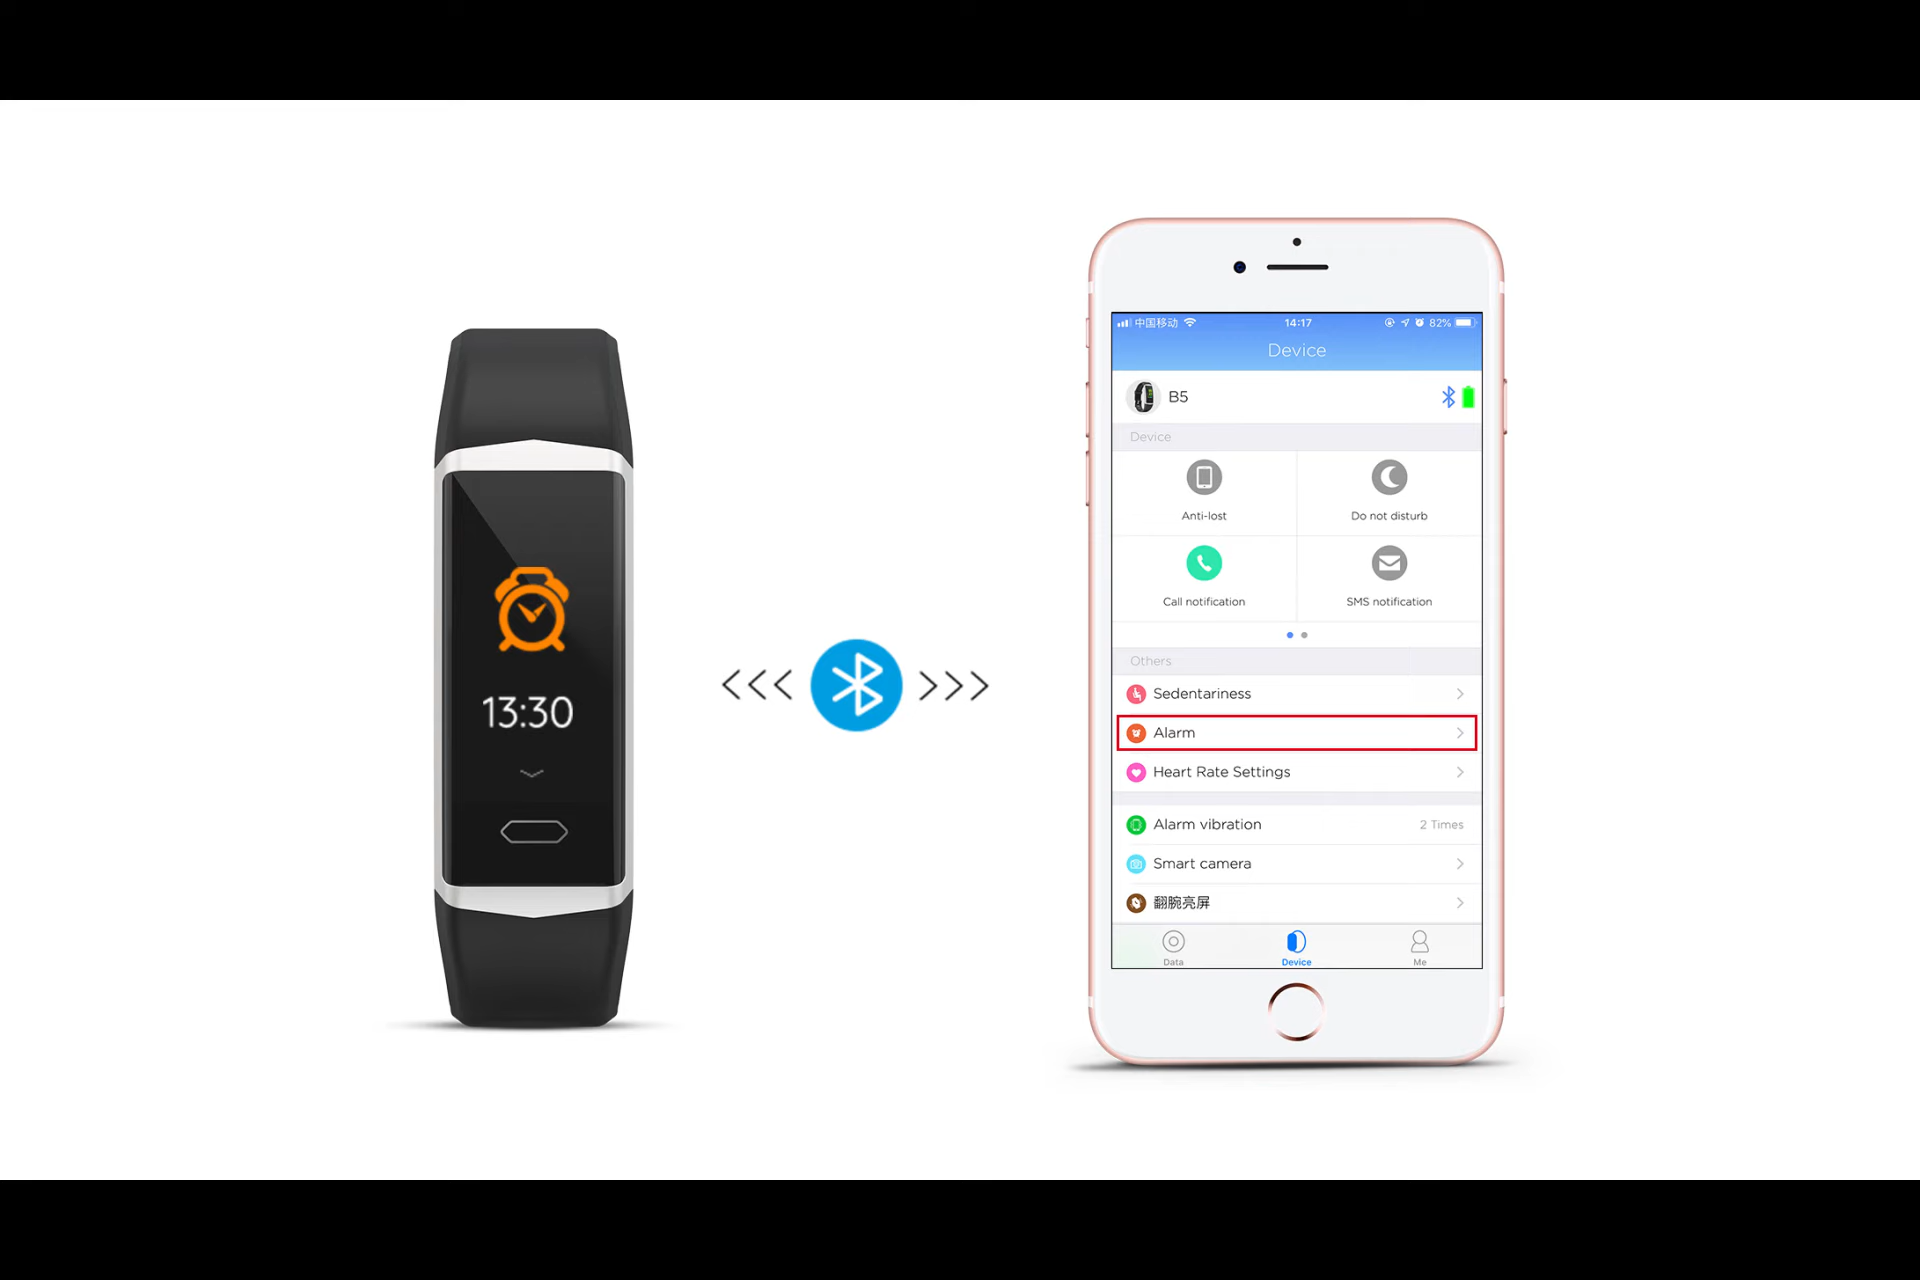 13:30
中国移动
14:17
82%
Device
B5
Device
Anti-lost
Do not disturb
Call notification
SMS notification
Others
Sedentariness
Alarm
Heart Rate Settings
Alarm vibration
2 Times
Smart camera
翻腕亮屏
Data
Device
Me